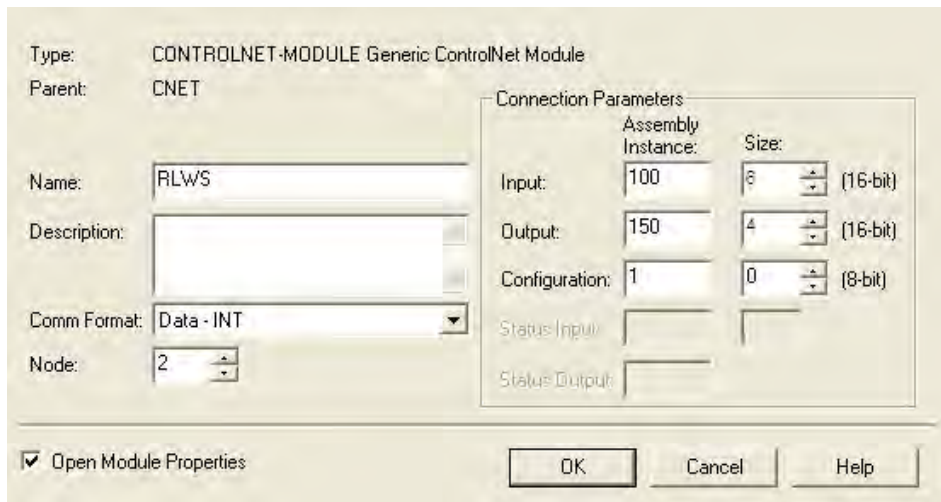 Type: CONTROLNET-MODULE Generic ControlNet Module
Parent: CNET
Connection Parameters
Assembly Instance: Size:
Name: RLWS
Input: 100 (16-bit)
Description:
Output: 150 4 (16-bit)
Configuration: 1 0 (8-bit)
Comm Format: Data - INT
Status Input:
Node: 2
Status Output:
Open Module Properties
OK Cancel Help